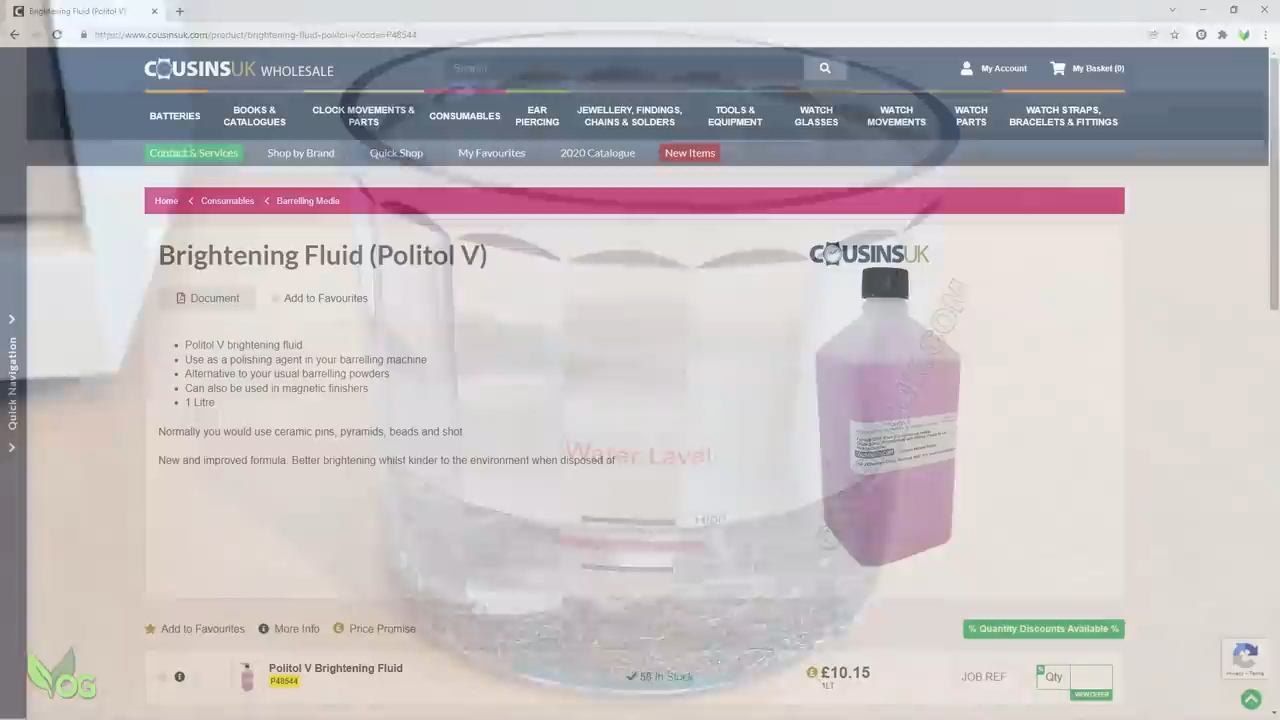 Brightening Fluid (Politol V)
https://www.cousinsuk.com/product/brightening-fluid-politol-v?code=P48544
COUSINSUK WHOLESALE
Search
My Account
My Basket (0)
BATTERIES
BOOKS &
CATALOGUES
CLOCK MOVEMENTS &
PARTS
CONSUMABLES
EAR
PIERCING
JEWELLERY, FINDINGS,
CHAINS & SOLDERS
TOOLS &
EQUIPMENT
WATCH
GLASSES
WATCH
MOVEMENTS
WATCH
PARTS
WATCH STRAPS,
BRACELETS & FITTINGS
Contact & Services
Shop by Brand
Quick Shop
My Favourites
2020 Catalogue
New Items
Home
Consumables
Barrelling Media
Quick Navigation
Brightening Fluid (Politol V)
COUSINSUK
Document
Add to Favourites
Politol V brightening fluid
Use as a polishing agent in your barrelling machine
Alternative to your usual barrelling powders
Can also be used in magnetic finishers
1 Litre
Normally you would use ceramic pins, pyramids, beads and shot
New and improved formula. Better brightening whilst kinder to the environment when disposed of
Water Level
High
Add to Favourites
More Info
Price Promise
% Quantity Discounts Available %
Politol V Brightening Fluid
P48544
58 In Stock
£10.15
1LT
JOB REF
Qty
VOG
Privacy - Terms